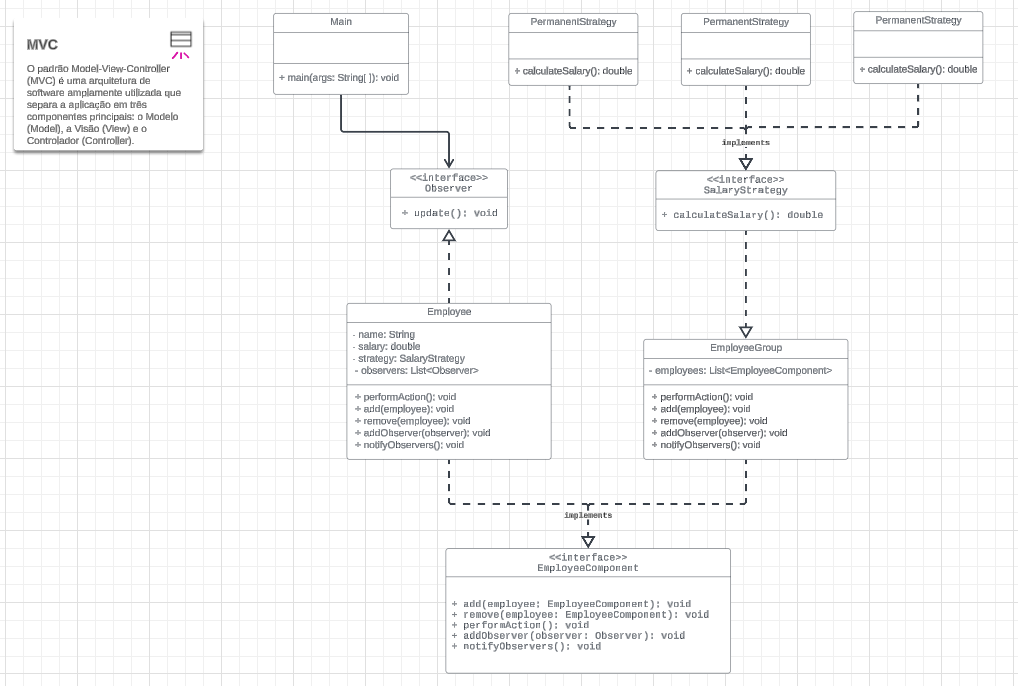 MVC
O padrão Model-View-Controller
(MVC) é uma arquitetura de
software amplamente utilizada que
separa a aplicação em três
componentes principais: o Modelo
(Model), a Visão (View) e o
Controlador (Controller).
Main
+ main(args: String[ ]): void
PermanentStrategy
+ calculateSalary(): double
PermanentStrategy
+ calculateSalary(): double
PermanentStrategy
+ calculateSalary(): double
implements
<<interface>>
Observer
+ update(): void
<<interface>>
SalaryStrategy
+ calculateSalary(): double
Employee
- name: String
- salary: double
- strategy: SalaryStrategy
- observers: List<Observer>
+ performAction(): void
+ add(employee): void
+ remove(employee): void
+ addObserver(observer): void
+ notifyObservers(): void
EmployeeGroup
- employees: List<EmployeeComponent>
+ performAction(): void
+ add(employee): void
+ remove(employee): void
+ addObserver(observer): void
+ notifyObservers(): void
implements
<<interface>>
EmployeeComponent
+ add(employee: EmployeeComponent): void
+ remove(employee: EmployeeComponent): void
+ performAction(): void
+ addObserver(observer: Observer): void
+ notifyObservers(): void